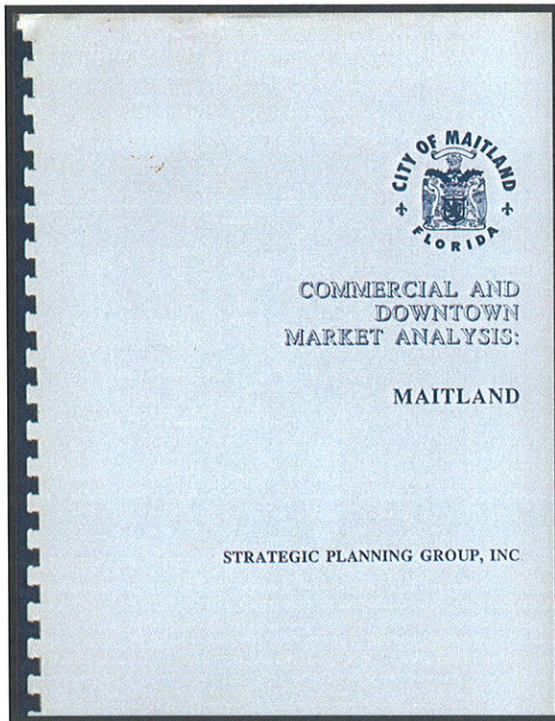 CITY OF MAITLAND
FLORIDA
COMMERCIAL AND
DOWNTOWN
MARKET ANALYSIS:
MAITLAND
STRATEGIC PLANNING GROUP, INC